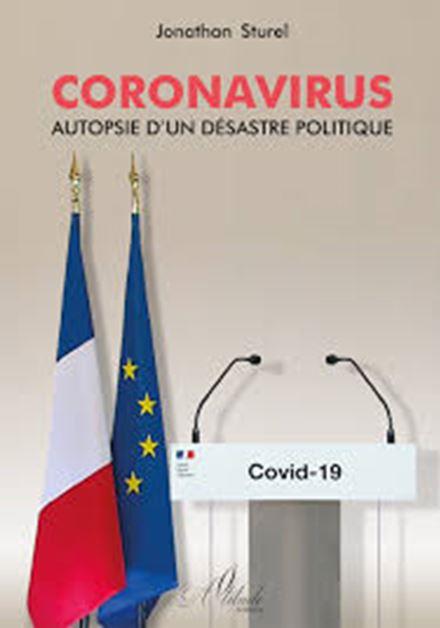 Jonathan Sturel
CORONAVIRUS
AUTOPSIE D'UN DÉSASTRE POLITIQUE
Covid-19